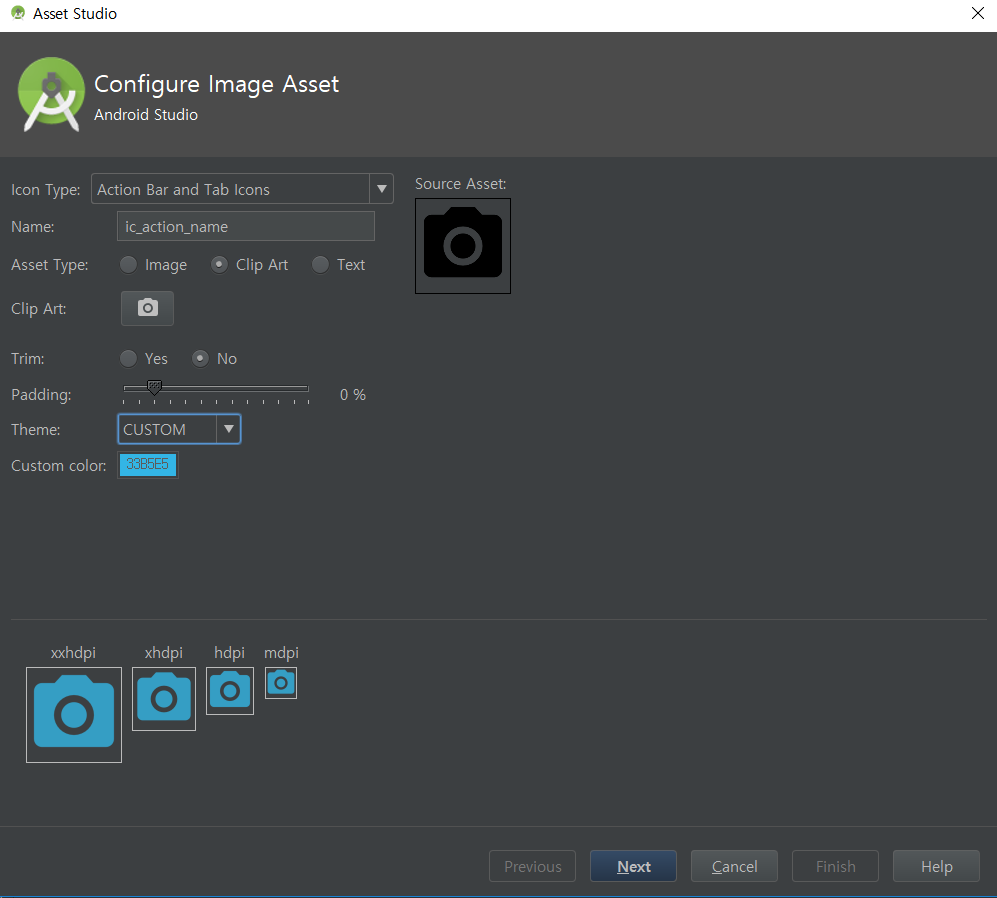 Asset Studio
Configure Image Asset
Android Studio
Icon Type: Action Bar and Tab Icons
Source Asset:
Name: ic_action_name
Asset Type: Image Clip Art Text
Clip Art:
Trim: Yes No
Padding: 0 %
Theme: CUSTOM
Custom color: 33B5E5
xxhdpi xhdpi hdpi mdpi
Previous Next Cancel Finish Help